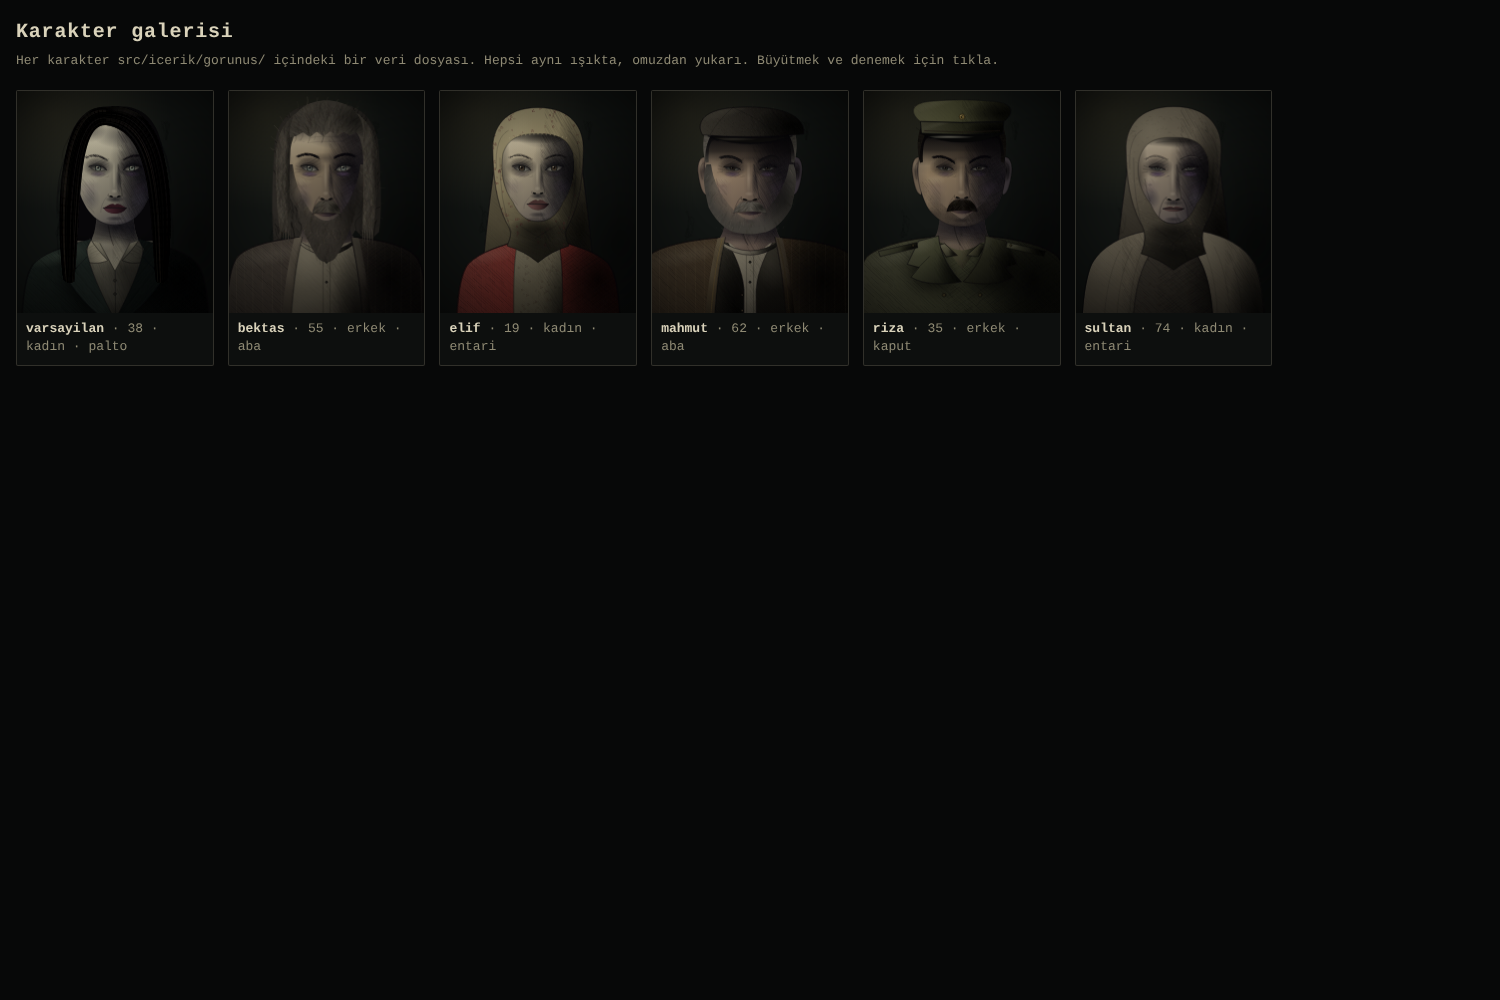 Karakter galerisi
Her karakter src/icerik/gorunus/ içindeki bir veri dosyası. Hepsi aynı ışıkta, omuzdan yukarı. Büyütmek ve denemek için tıkla.
varsayilan · 38 ·
kadın · palto
bektas · 55 · erkek ·
aba
elif · 19 · kadın ·
entari
mahmut · 62 · erkek ·
aba
riza · 35 · erkek ·
kaput
sultan · 74 · kadın ·
entari